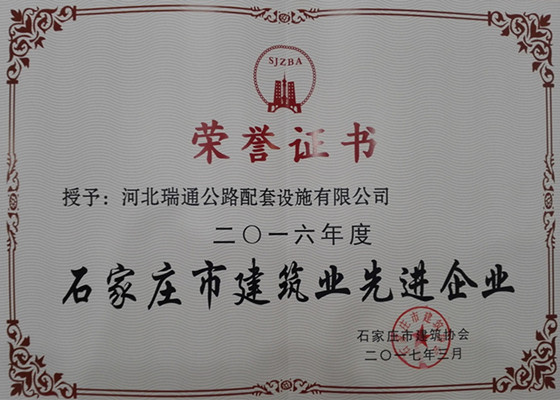 SJZBA
荣誉证书
授予：河北瑞通公路配套设施有限公司
二〇一六年度
石家庄市建筑业先进企业
石家庄市建筑协会
二〇一七年三月